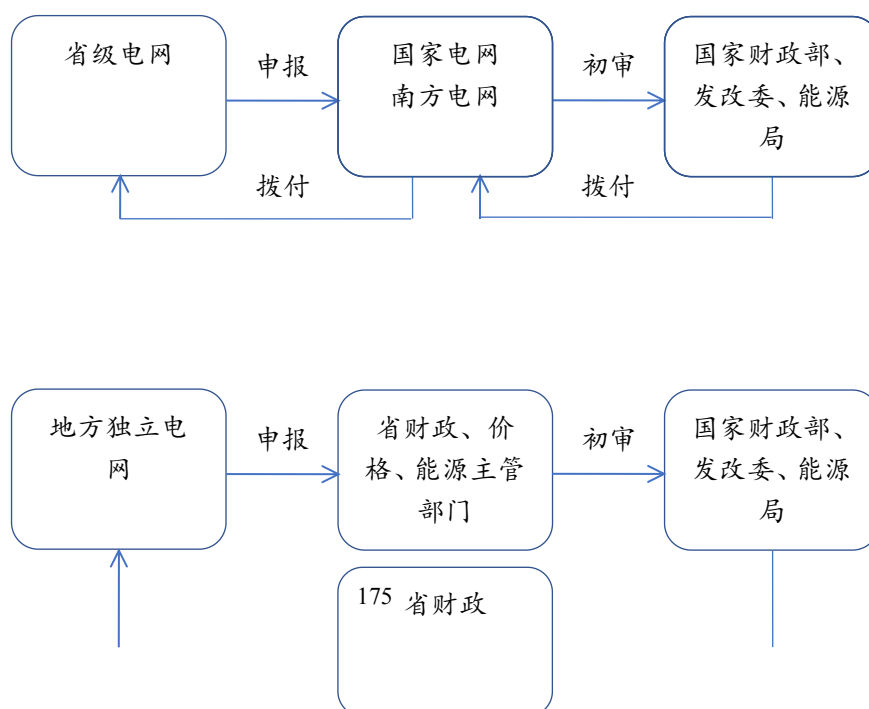 省级电网
申报
国家电网
南方电网
初审
国家财政部、
发改委、能源
局
拨付
拨付
地方独立电
网
申报
省财政、价
格、能源主管
部门
初审
国家财政部、
发改委、能源
局
175 省财政